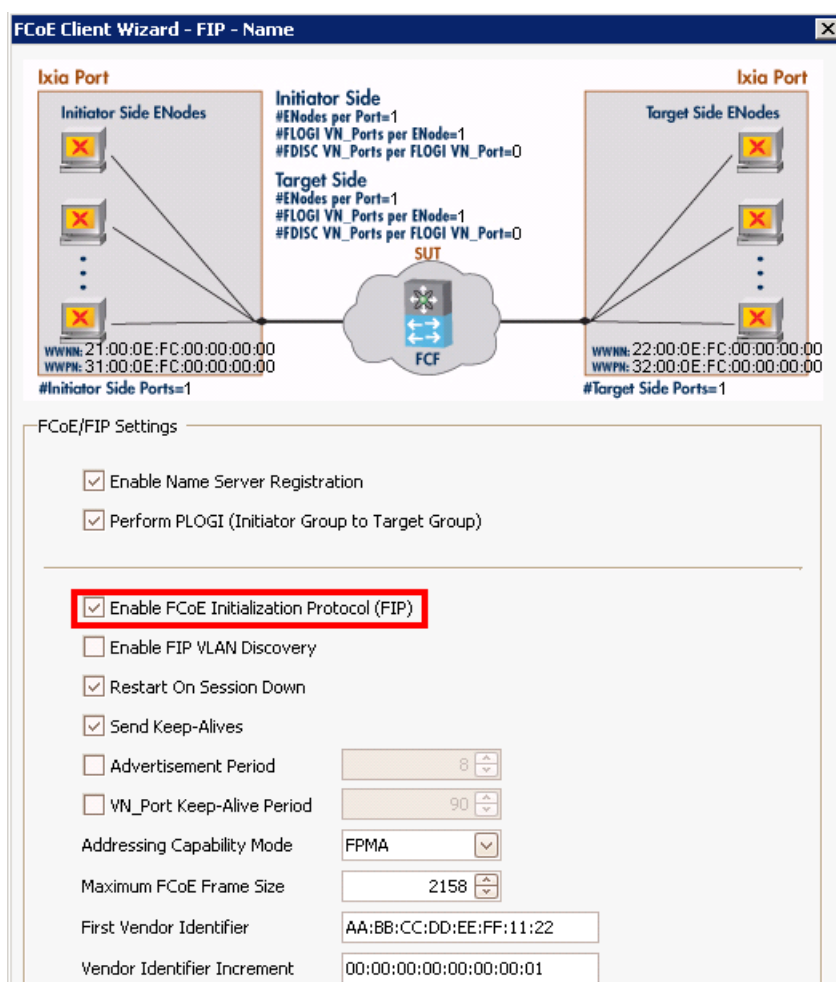 FCoE Client Wizard - FIP - Name
Ixia Port
Ixia Port
Initiator Side ENodes
Initiator Side
#ENodes per Port=1
#FLOGI VN_Ports per ENode=1
#FDISC VN_Ports per FLOGI VN_Port=0
Target Side ENodes
Target Side
#ENodes per Port=1
#FLOGI VN_Ports per ENode=1
#FDISC VN_Ports per FLOGI VN_Port=0
SUT
FCF
WWNN: 21:00:0E:FC:00:00:00:00
WWPN: 31:00:0E:FC:00:00:00:00
#Initiator Side Ports=1
WWNN: 22:00:0E:FC:00:00:00:00
WWPN: 32:00:0E:FC:00:00:00:00
#Target Side Ports=1
FCoE/FIP Settings
Enable Name Server Registration
Perform PLOGI (Initiator Group to Target Group)
Enable FCoE Initialization Protocol (FIP)
Enable FIP VLAN Discovery
Restart On Session Down
Send Keep-Alives
Advertisement Period 8
VN_Port Keep-Alive Period 90
Addressing Capability Mode FPMA
Maximum FCoE Frame Size 2158
First Vendor Identifier AA:BB:CC:DD:EE:FF:11:22
Vendor Identifier Increment 00:00:00:00:00:00:00:01